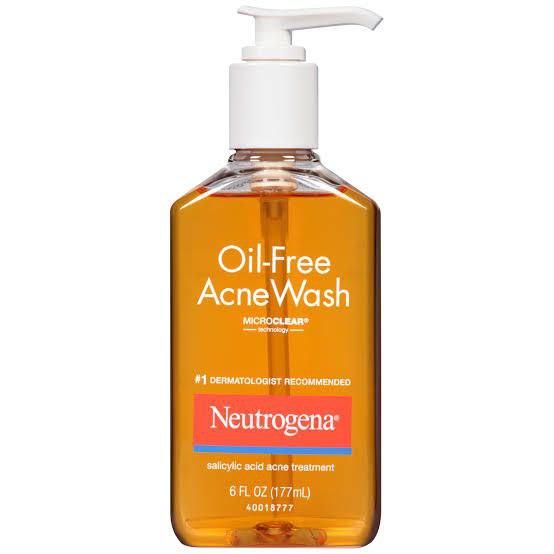 Oil-Free
Acne Wash
MICROCLEAR®
technology
#1 DERMATOLOGIST RECOMMENDED
Neutrogena®
salicylic acid acne treatment
6 FL OZ (177mL)
40018777